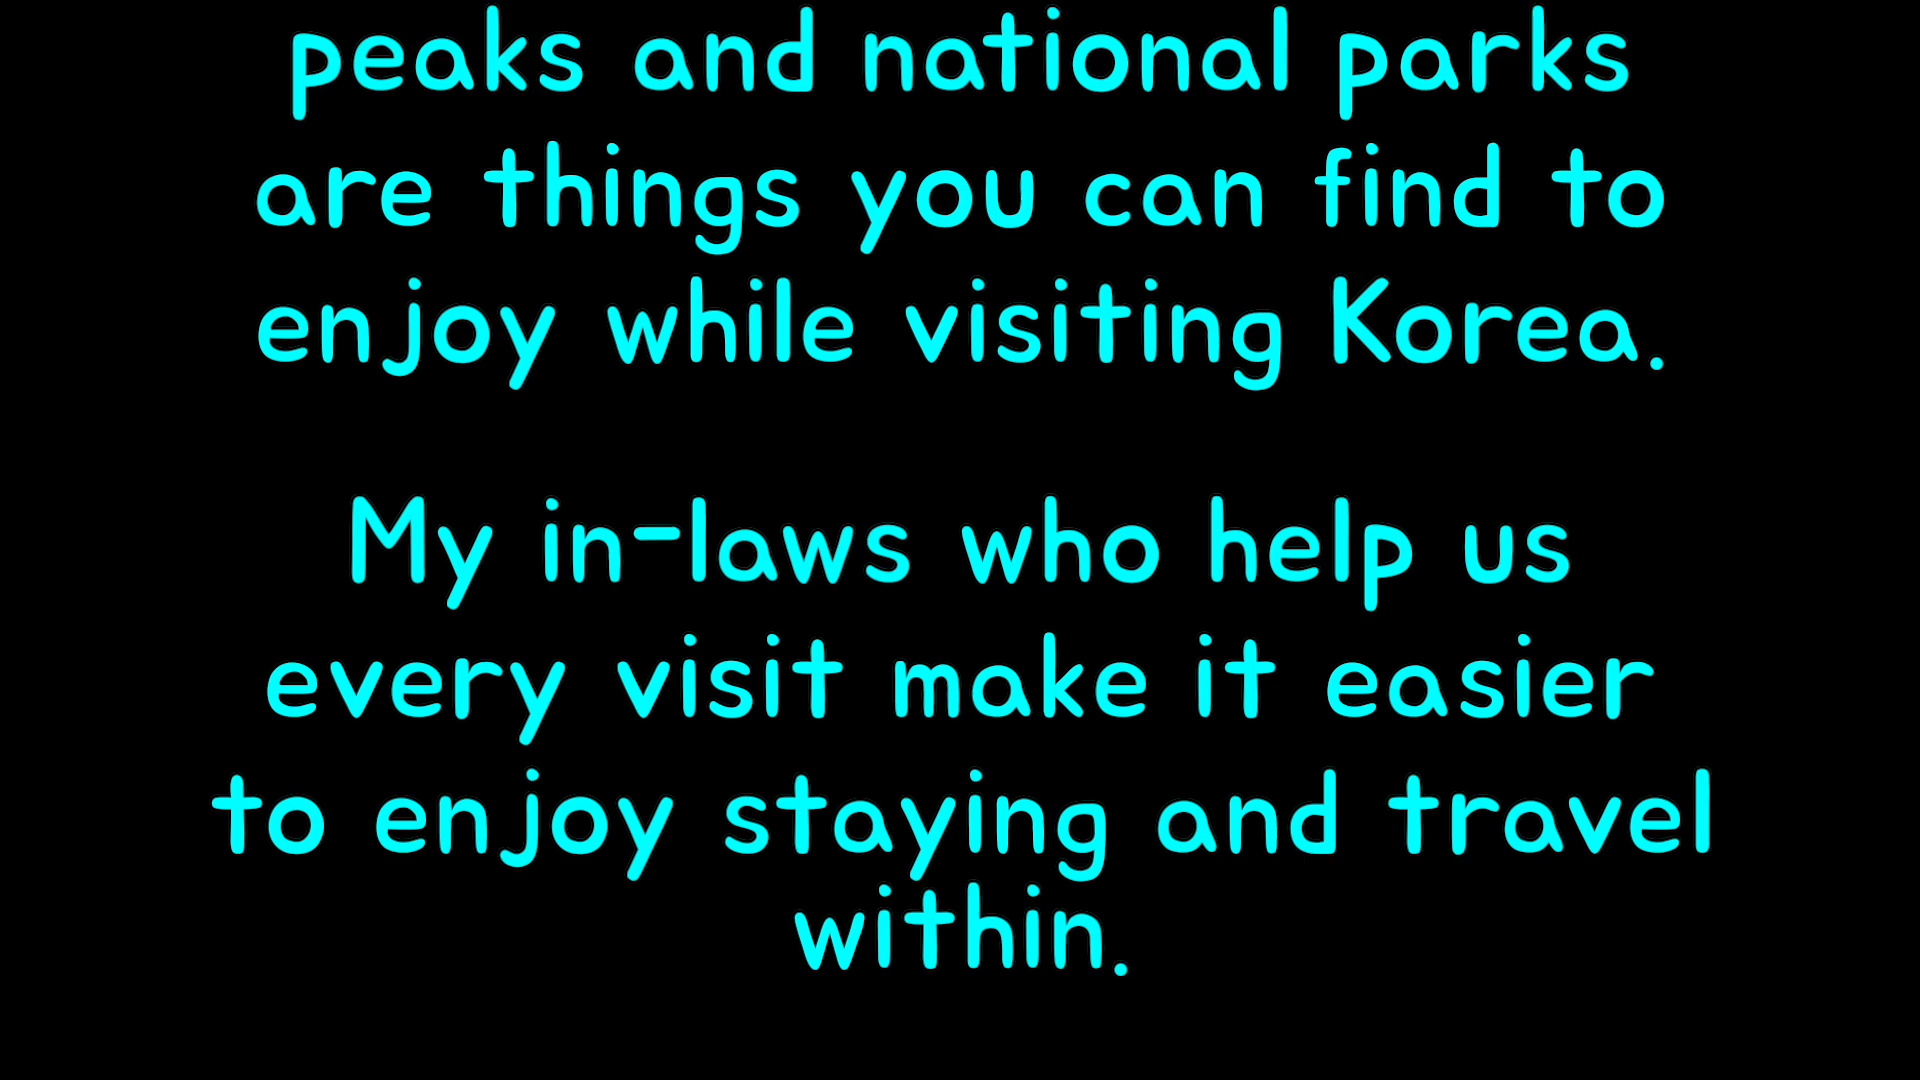 peaks and national parks
are things you can find to
enjoy while visiting Korea.
My in-laws who help us
every visit make it easier
to enjoy staying and travel
within.